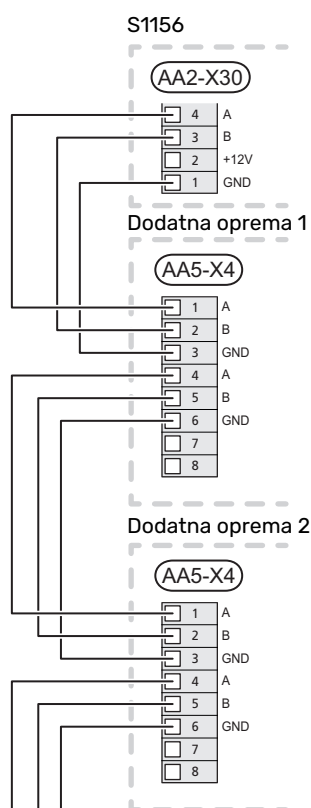 S1156
AA2-X30
4 A
3 B
2 +12V
1 GND
Dodatna oprema 1
AA5-X4
1 A
2 B
3 GND
4 A
5 B
6 GND
7
8
Dodatna oprema 2
AA5-X4
1 A
2 B
3 GND
4 A
5 B
6 GND
7
8